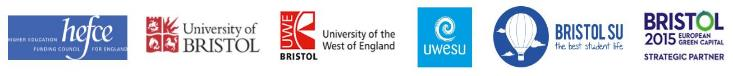 hefce
HIGHER EDUCATION
FUNDING COUNCIL FOR ENGLAND
University of
BRISTOL
UWE
BRISTOL
University of the
West of England
uwesu
BRISTOL SU
the best student life
BRISTOL
2015 EUROPEAN
GREEN CAPITAL
STRATEGIC PARTNER